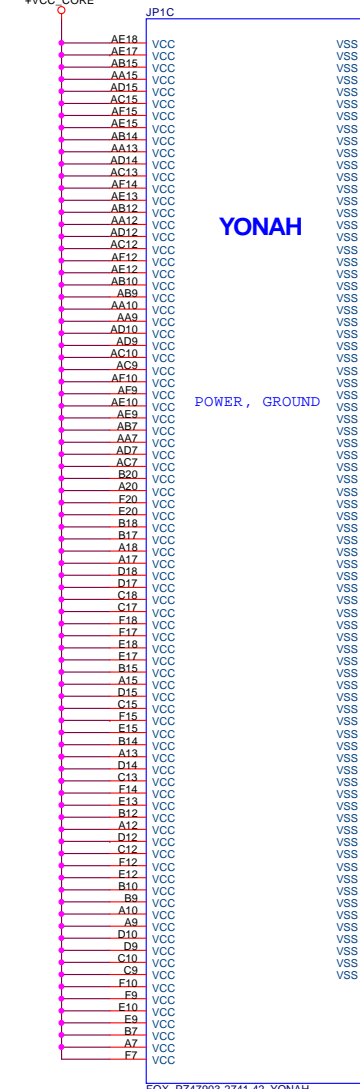 +VCC_CORE
JP1C
AE18 VCC VSS
AE17 VCC VSS
AB15 VCC VSS
AA15 VCC VSS
AD15 VCC VSS
AC15 VCC VSS
AF15 VCC VSS
AE15 VCC VSS
AB14 VCC VSS
AA13 VCC VSS
AD14 VCC VSS
AC13 VCC VSS
AF14 VCC VSS
AE13 VCC VSS
AB12 VCC VSS
AA12 VCC YONAH VSS
AD12 VCC VSS
AC12 VCC VSS
AF12 VCC VSS
AE12 VCC VSS
AB10 VCC VSS
AB9 VCC VSS
AA10 VCC VSS
AA9 VCC VSS
AD10 VCC VSS
AD9 VCC VSS
AC10 VCC VSS
AC9 VCC VSS
AF10 VCC VSS
AF9 VCC VSS
AE10 VCC POWER, GROUND VSS
AE9 VCC VSS
AB7 VCC VSS
AA7 VCC VSS
AD7 VCC VSS
AC7 VCC VSS
B20 VCC VSS
A20 VCC VSS
F20 VCC VSS
E20 VCC VSS
B18 VCC VSS
B17 VCC VSS
A18 VCC VSS
A17 VCC VSS
D18 VCC VSS
D17 VCC VSS
C18 VCC VSS
C17 VCC VSS
F18 VCC VSS
F17 VCC VSS
E18 VCC VSS
E17 VCC VSS
B15 VCC VSS
A15 VCC VSS
D15 VCC VSS
C15 VCC VSS
F15 VCC VSS
E15 VCC VSS
B14 VCC VSS
A13 VCC VSS
D14 VCC VSS
C13 VCC VSS
F14 VCC VSS
E13 VCC VSS
B12 VCC VSS
A12 VCC VSS
D12 VCC VSS
C12 VCC VSS
F12 VCC VSS
E12 VCC VSS
B10 VCC VSS
B9 VCC VSS
A10 VCC VSS
A9 VCC VSS
D10 VCC VSS
D9 VCC VSS
C10 VCC VSS
C9 VCC VSS
F10 VCC
F9 VCC
E10 VCC
E9 VCC
B7 VCC
A7 VCC
F7 VCC
FOX_PZ47903-2741-42_YONAH